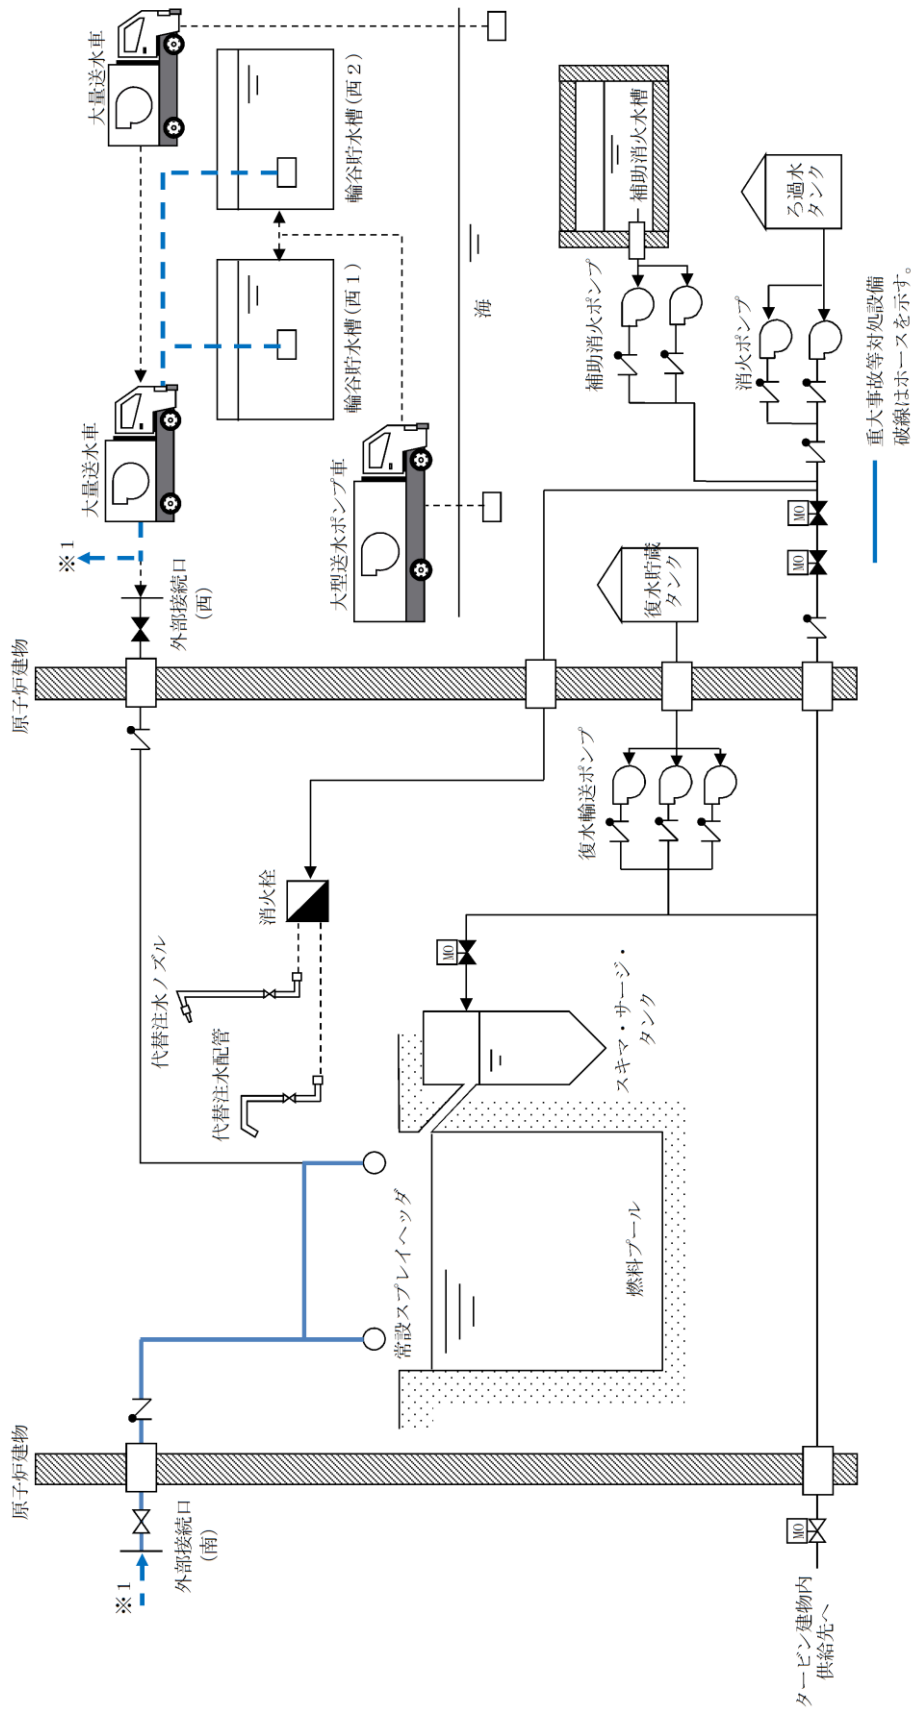 原子炉建物
原子炉建物
※1
※1
外部接続口
(南)
外部接続口
(西)
大量送水車
大量送水車
輪谷貯水槽(西1)
輪谷貯水槽(西2)
代替注水ノズル
代替注水配管
消火栓
大型送水ポンプ車
海
常設スプレイヘッダ
燃料プール
スキマ・サージ・
タンク
MO
復水輸送ポンプ
復水貯蔵
タンク
補助消火ポンプ
補助消火水槽
消火ポンプ
ろ過水
タンク
MO
MO
MO
タービン建物内
供給先へ
重大事故等対処設備
破線はホースを示す。